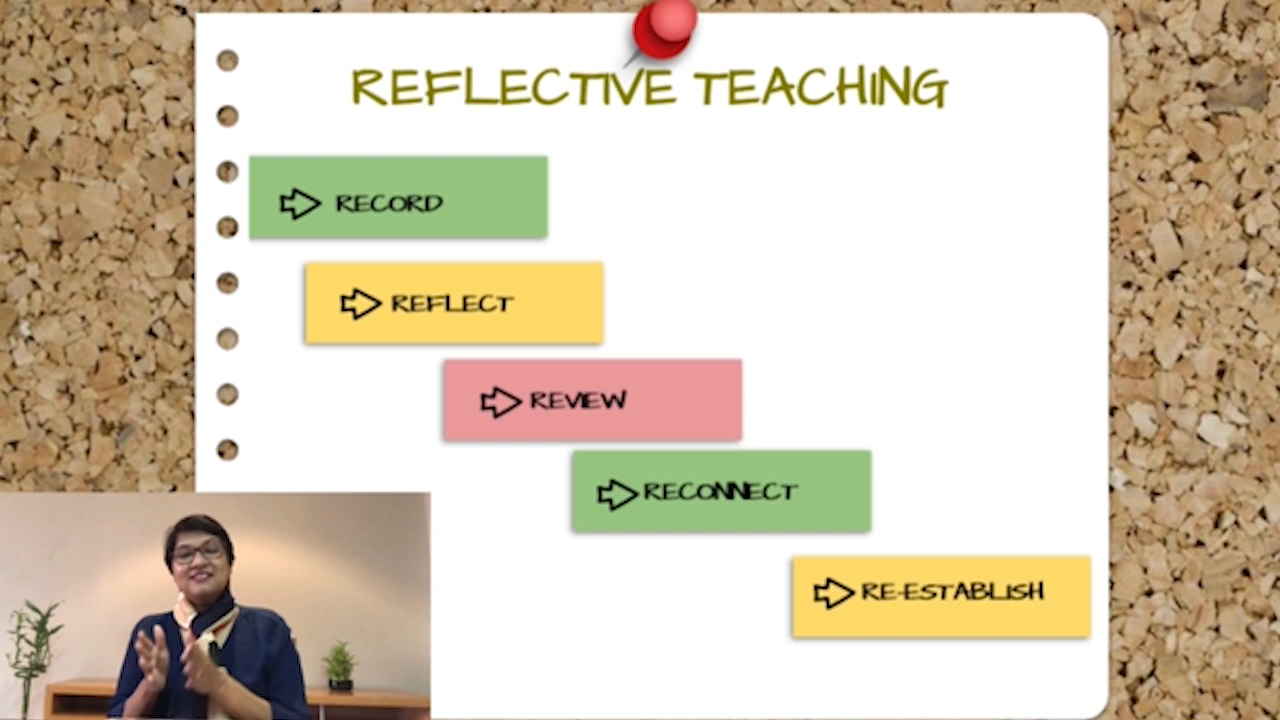 REFLECTIVE TEACHING
RECORD
REFLECT
REVIEW
RECONNECT
RE-ESTABLISH